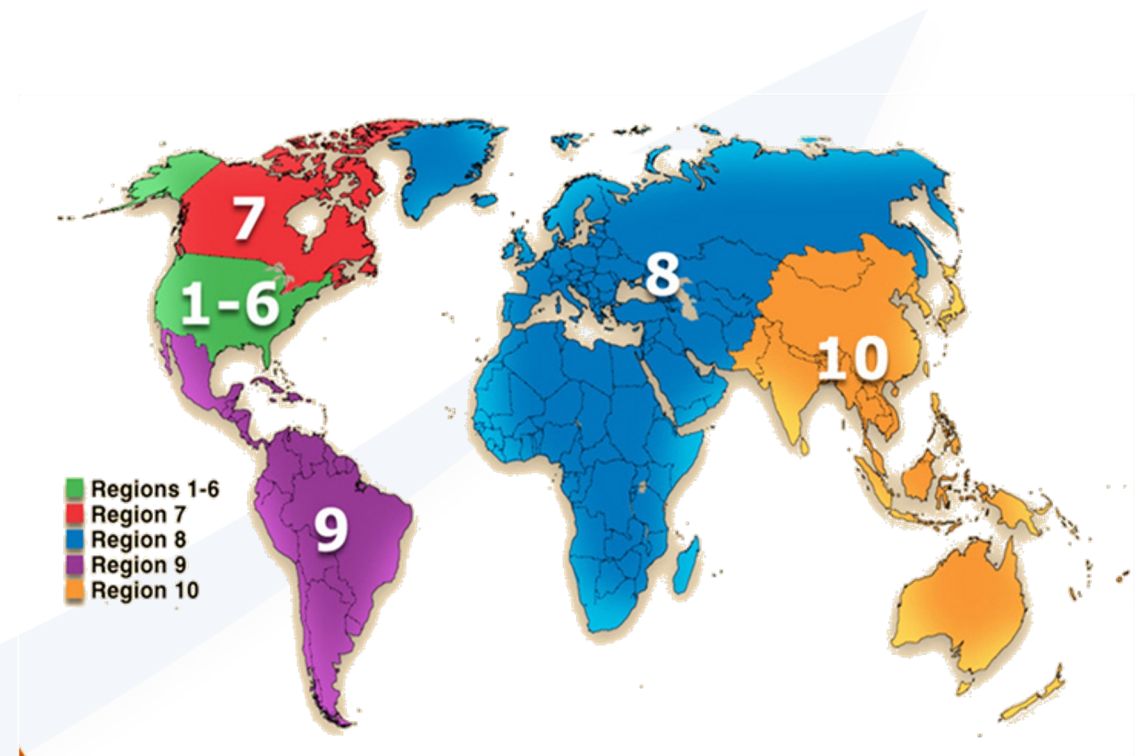 7
1-6
8
10
9
Regions 1-6
Region 7
Region 8
Region 9
Region 10